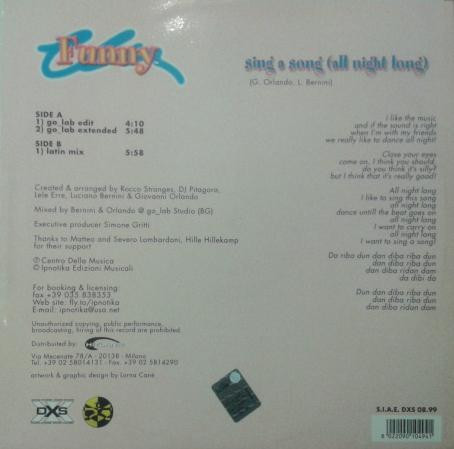 Funny
sing a song (all night long)
(G. Orlando, L. Bernini)
SIDE A
1) go_lab edit 4:10
2) go_lab extended 5:48
SIDE B
1) latin mix 5:58
Created & arranged by Rocco Stranges, DJ Pitagora,
Lele Erre, Luciano Bernini & Giovanni Orlando
Mixed by Bernini & Orlando @ go_lab Studio (BG)
Executive producer Simone Gritti
Thanks to Matteo and Severo Lombardoni, Hille Hillekamp
for their support
℗ Centro Della Musica
© Ipnotika Edizioni Musicali
For booking & licensing:
fax +39 035 838353
Web site: fly.to/ipnotika
E-mail: ipnotika@usa.net
Unauthorized copying, public performance,
broadcasting, hiring of this record are prohibited.
Distribuited by:
Via Mecenate 78/A - 20138 - Milano
Tel. +39 02 58014131 - Fax. +39 02 5814290
artwork & graphic design by Lorna Canè
DXS
I like the music
and if the sound is right
when I'm with my friends
we really like to dance all night!
Close your eyes
come on, I think you should,
do you think it's silly?
but I think that it's really good!
All night long
I like to sing this song
all night long
dance untill the beat goes on
all night long
I want to carry on
all night long
I want to sing a song!
Da riba dun dan diba riba dun
dan diba riba dun
dan diba ridan dam
da dibi da
Dun dan diba riba dun
dan diba riba dun
dan diba ridan dam
S.I.A.E. DXS 08.99
8 022090 104941